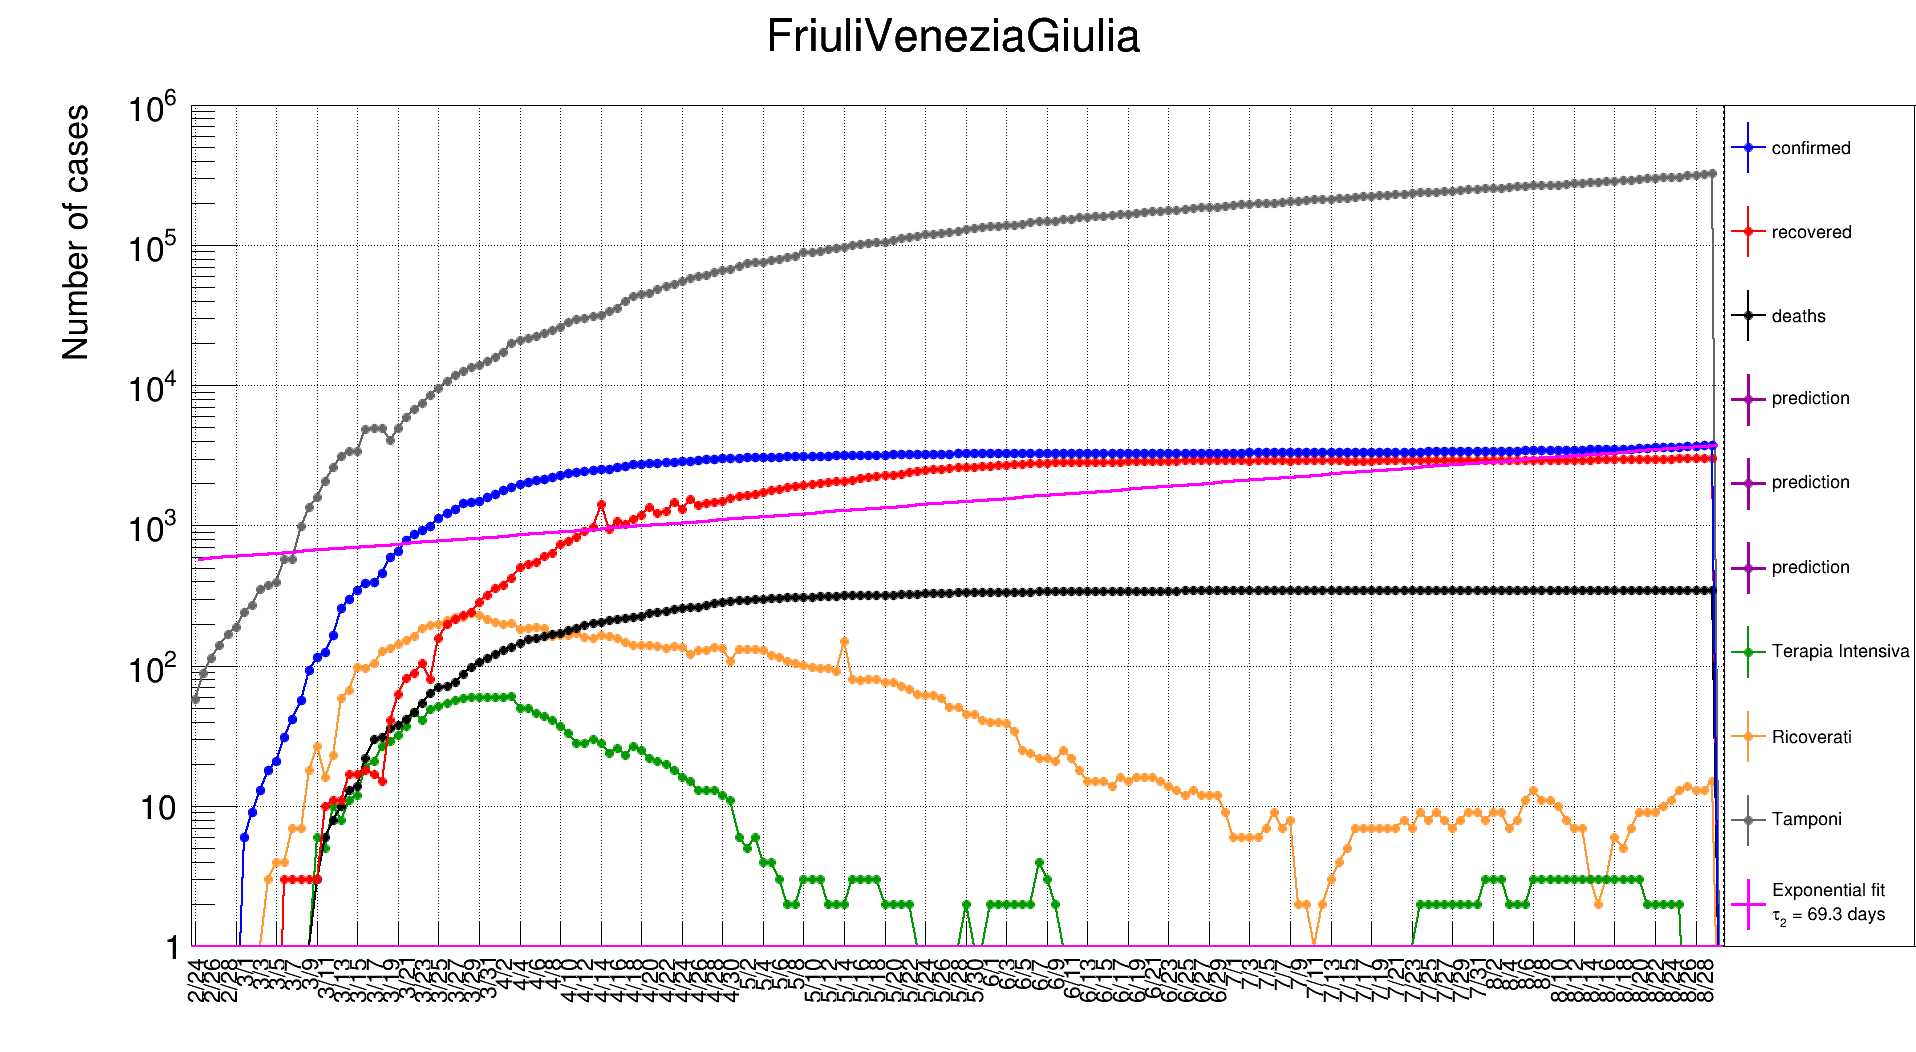 FriuliVeneziaGiulia
Number of cases
10^6
10^5
10^4
10^3
10^2
10
1
2/24 2/26 2/28 3/1 3/3 3/5 3/7 3/9 3/11 3/13 3/15 3/17 3/19 3/21 3/23 3/25 3/27 3/29 3/31 4/2 4/4 4/6 4/8 4/10 4/12 4/14 4/16 4/18 4/20 4/22 4/24 4/26 4/28 4/30 5/2 5/4 5/6 5/8 5/10 5/12 5/14 5/16 5/18 5/20 5/22 5/24 5/26 5/28 5/30 6/1 6/3 6/5 6/7 6/9 6/11 6/13 6/15 6/17 6/19 6/21 6/23 6/25 6/27 6/29 7/1 7/3 7/5 7/7 7/9 7/11 7/13 7/15 7/17 7/19 7/21 7/23 7/25 7/27 7/29 7/31 8/2 8/4 8/6 8/8 8/10 8/12 8/14 8/16 8/18 8/20 8/22 8/24 8/26 8/28
confirmed
recovered
deaths
prediction
prediction
prediction
Terapia Intensiva
Ricoverati
Tamponi
Exponential fit
τ₂ = 69.3 days